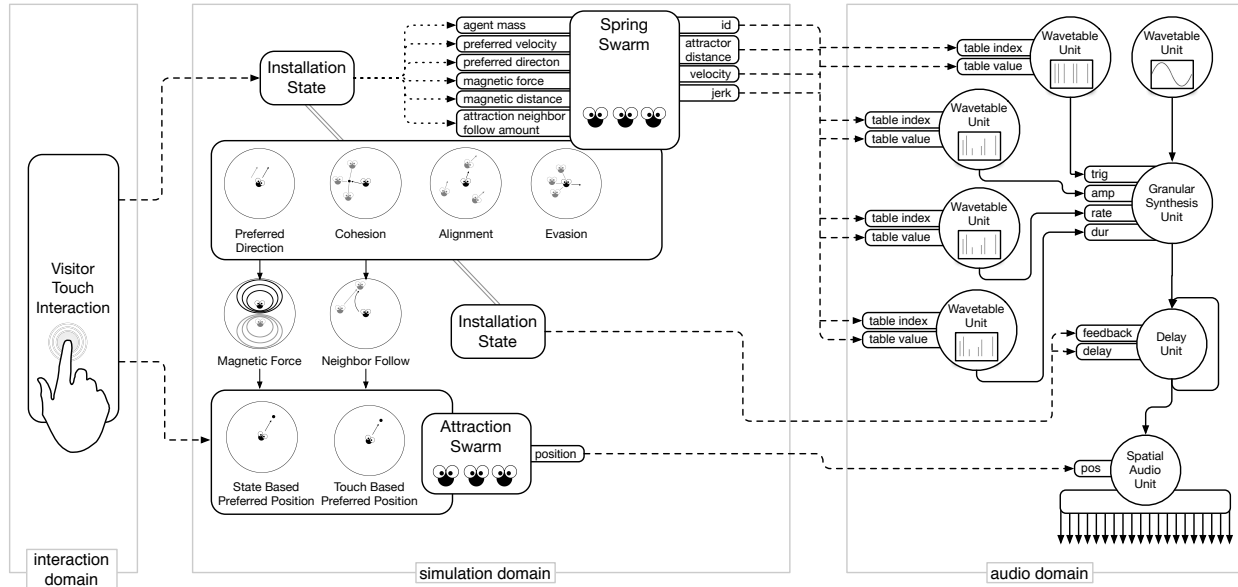 Visitor
Touch
Interaction
interaction
domain
Installation
State
agent mass
preferred velocity
preferred directon
magnetic force
magnetic distance
attraction neighbor
follow amount
Spring
Swarm
id
attractor
distance
velocity
jerk
Preferred
Direction
Cohesion
Alignment
Evasion
Magnetic Force
Neighbor Follow
Installation
State
State Based
Preferred Position
Touch Based
Preferred Position
Attraction
Swarm
position
simulation domain
table index
table value
Wavetable
Unit
Wavetable
Unit
table index
table value
Wavetable
Unit
table index
table value
Wavetable
Unit
table index
table value
Wavetable
Unit
trig
amp
rate
dur
Granular
Synthesis
Unit
feedback
delay
Delay
Unit
pos
Spatial
Audio
Unit
audio domain